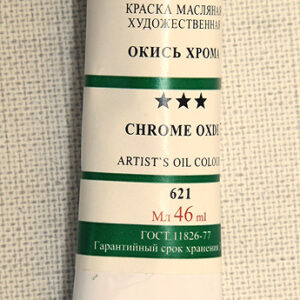 КРАСКА МАСЛЯНАЯ
ХУДОЖЕСТВЕННАЯ
ОКИСЬ ХРОМА
★★★
CHROME OXDE
ARTIST`S OIL COLOUR
621
Мл 46 ml
ГОСТ 11826-77
Гарантийный срок хранения